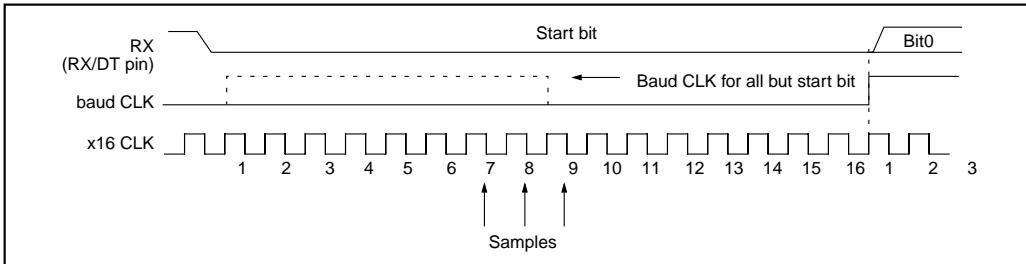 Start bit
Bit0
RX
(RX/DT pin)
Baud CLK for all but start bit
baud CLK
x16 CLK
1 2 3 4 5 6 7 8 9 10 11 12 13 14 15 16 1 2 3
Samples